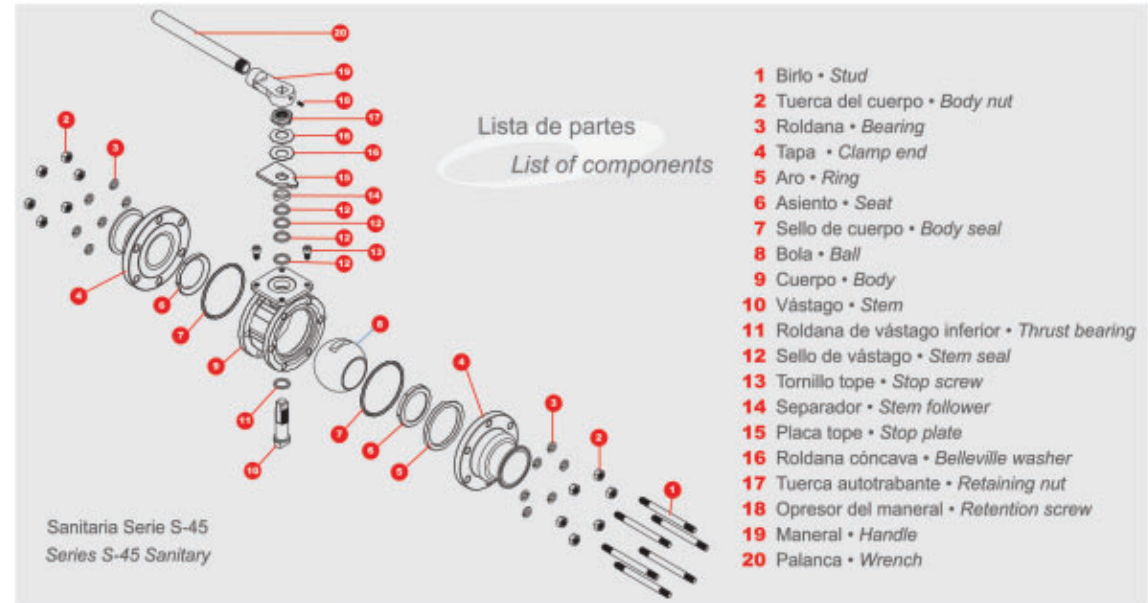 20
19
18
17
16
16
15
14
12
12
12
13
12
2
3
4
6
7
9
11
10
8
7
6
5
4
3
2
1
Lista de partes
List of components
1 Birlo • Stud
2 Tuerca del cuerpo • Body nut
3 Roldana • Bearing
4 Tapa • Clamp end
5 Aro • Ring
6 Asiento • Seat
7 Sello de cuerpo • Body seal
8 Bola • Ball
9 Cuerpo • Body
10 Vástago • Stem
11 Roldana de vástago inferior • Thrust bearing
12 Sello de vástago • Stem seal
13 Tornillo tope • Stop screw
14 Separador • Stem follower
15 Placa tope • Stop plate
16 Roldana cóncava • Belleville washer
17 Tuerca autotrabante • Retaining nut
18 Opresor del maneral • Retention screw
19 Maneral • Handle
20 Palanca • Wrench
Sanitaria Serie S-45
Series S-45 Sanitary